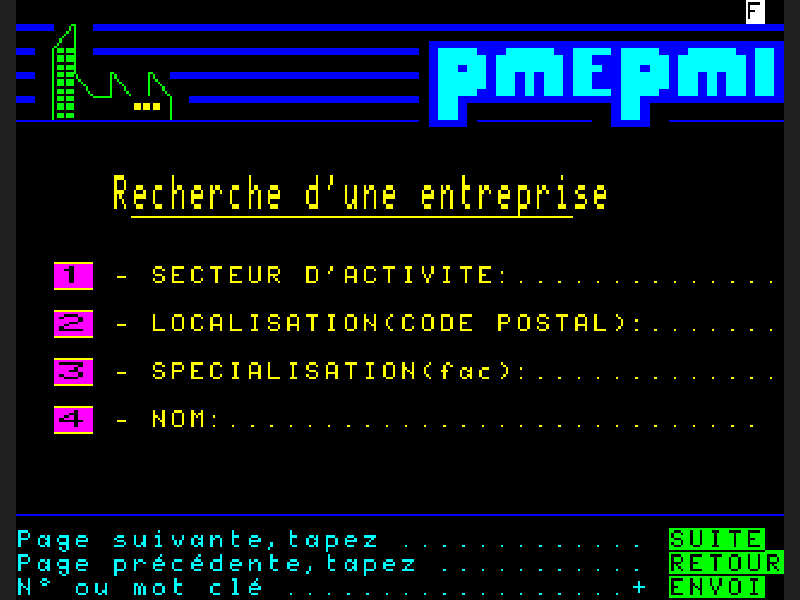 F
pmepmi
Recherche d'une entreprise
1 - SECTEUR D'ACTIVITE:..............
2 - LOCALISATION(CODE POSTAL):.......
3 - SPECIALISATION(fac):.............
4 - NOM:............................
Page suivante,tapez ............. SUITE
Page précédente,tapez ........... RETOUR
N° ou mot clé ..................+ ENVOI